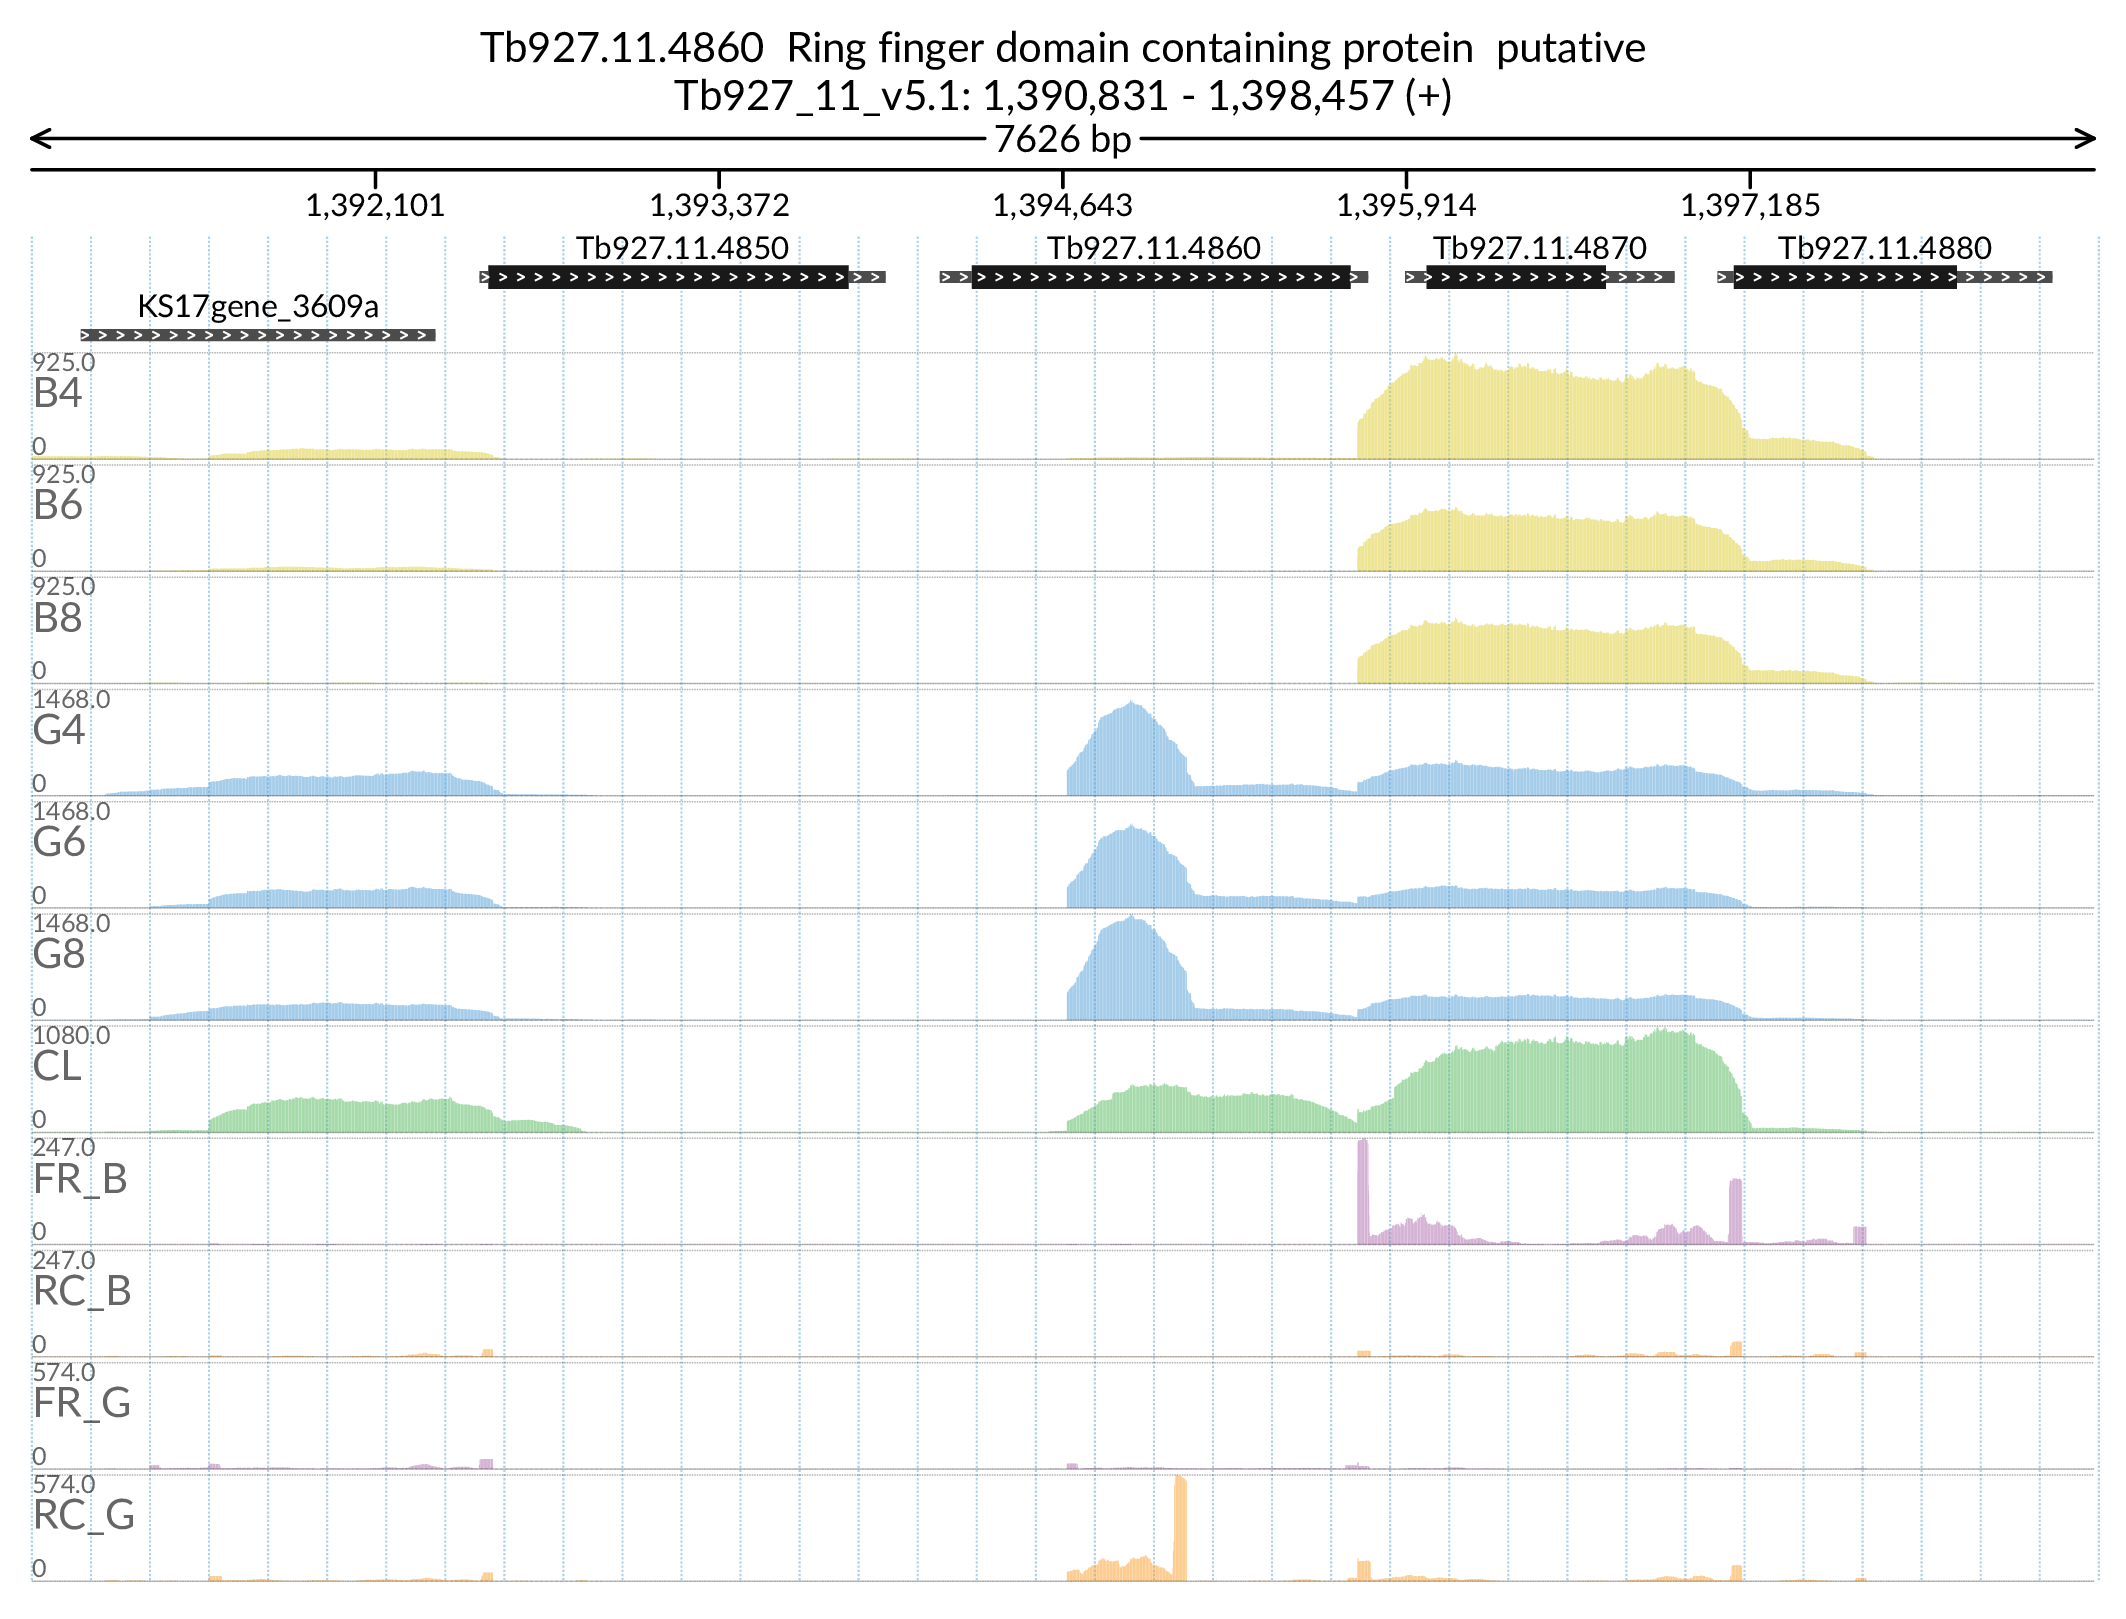 Tb927.11.4860  Ring finger domain containing protein  putative
Tb927_11_v5.1: 1,390,831 - 1,398,457 (+)
7626 bp
1,392,101 1,393,372 1,394,643 1,395,914 1,397,185
Tb927.11.4850 Tb927.11.4860 Tb927.11.4870 Tb927.11.4880
KS17gene_3609a
925.0
B4
0
925.0
B6
0
925.0
B8
0
1468.0
G4
0
1468.0
G6
0
1468.0
G8
0
1080.0
CL
0
247.0
FR_B
0
247.0
RC_B
0
574.0
FR_G
0
574.0
RC_G
0